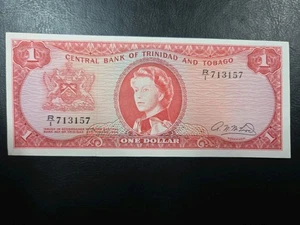 1 1
CENTRAL BANK OF TRINIDAD AND TOBAGO
R/1 713157
R/1 713157
ONE DOLLAR